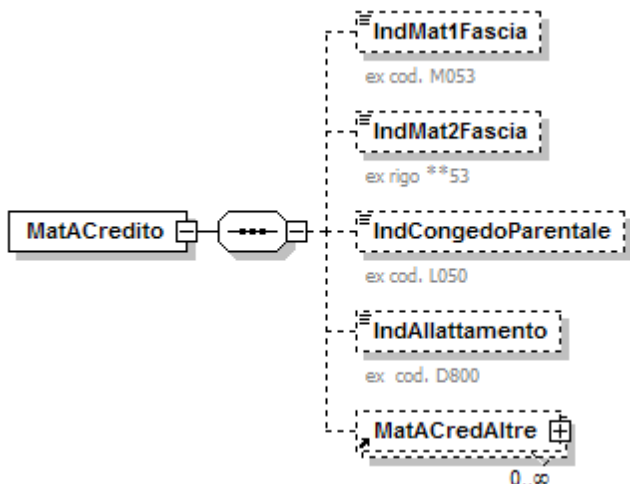 IndMat1Fascia
ex cod. M053
IndMat2Fascia
ex rigo **53
MatACredito
IndCongedoParentale
ex cod. L050
IndAllattamento
ex cod. D800
MatACredAltre
0..∞